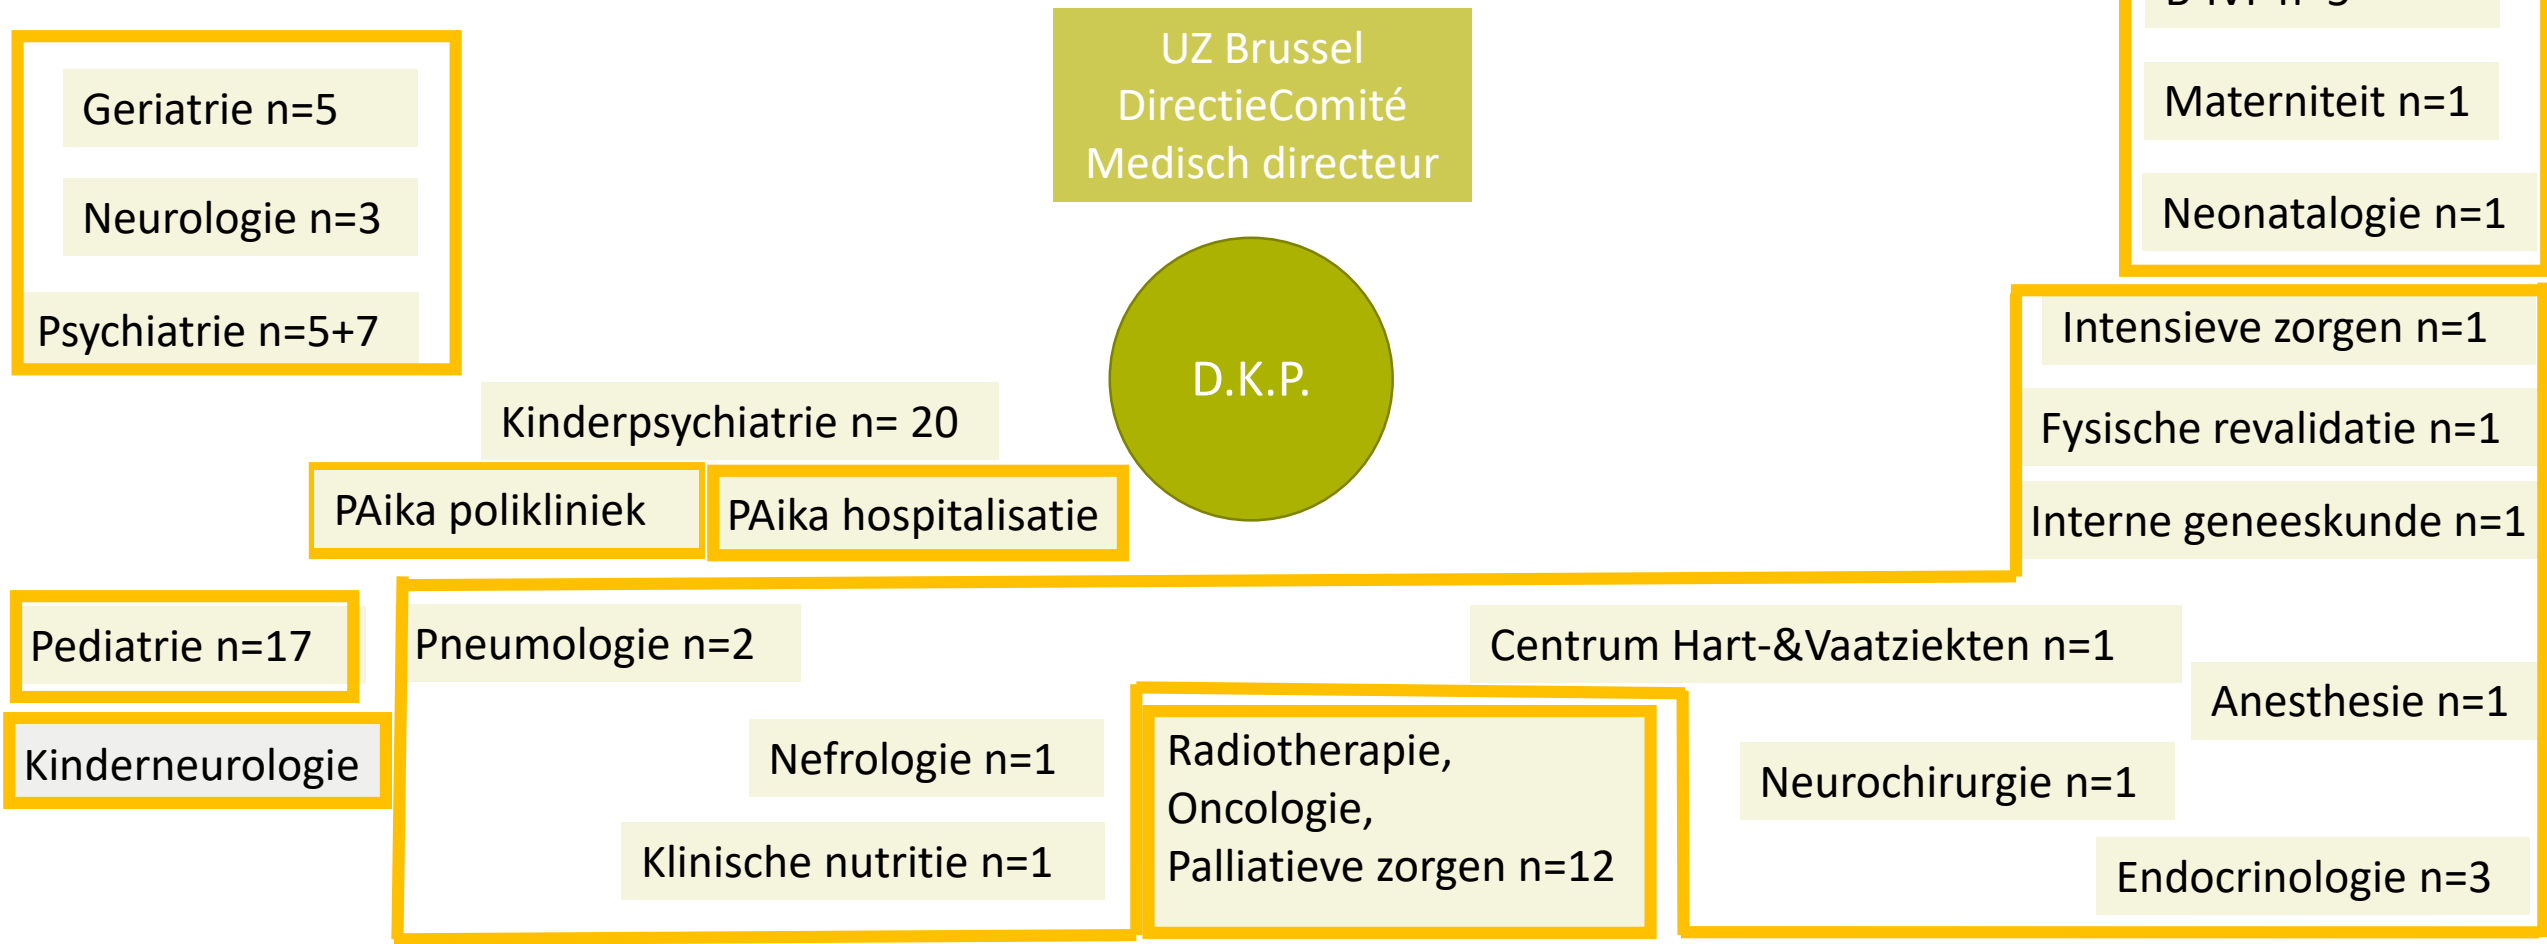 UZ Brussel
DirectieComité
Medisch directeur
Geriatrie n=5
Neurologie n=3
Psychiatrie n=5+7
Materniteit n=1
Neonatalogie n=1
D.K.P.
Intensieve zorgen n=1
Fysische revalidatie n=1
Interne geneeskunde n=1
Kinderpsychiatrie n= 20
PAika polikliniek
PAika hospitalisatie
Pediatrie n=17
Kinderneurologie
Pneumologie n=2
Nefrologie n=1
Klinische nutritie n=1
Radiotherapie,
Oncologie,
Palliatieve zorgen n=12
Centrum Hart-&Vaatziekten n=1
Anesthesie n=1
Neurochirurgie n=1
Endocrinologie n=3